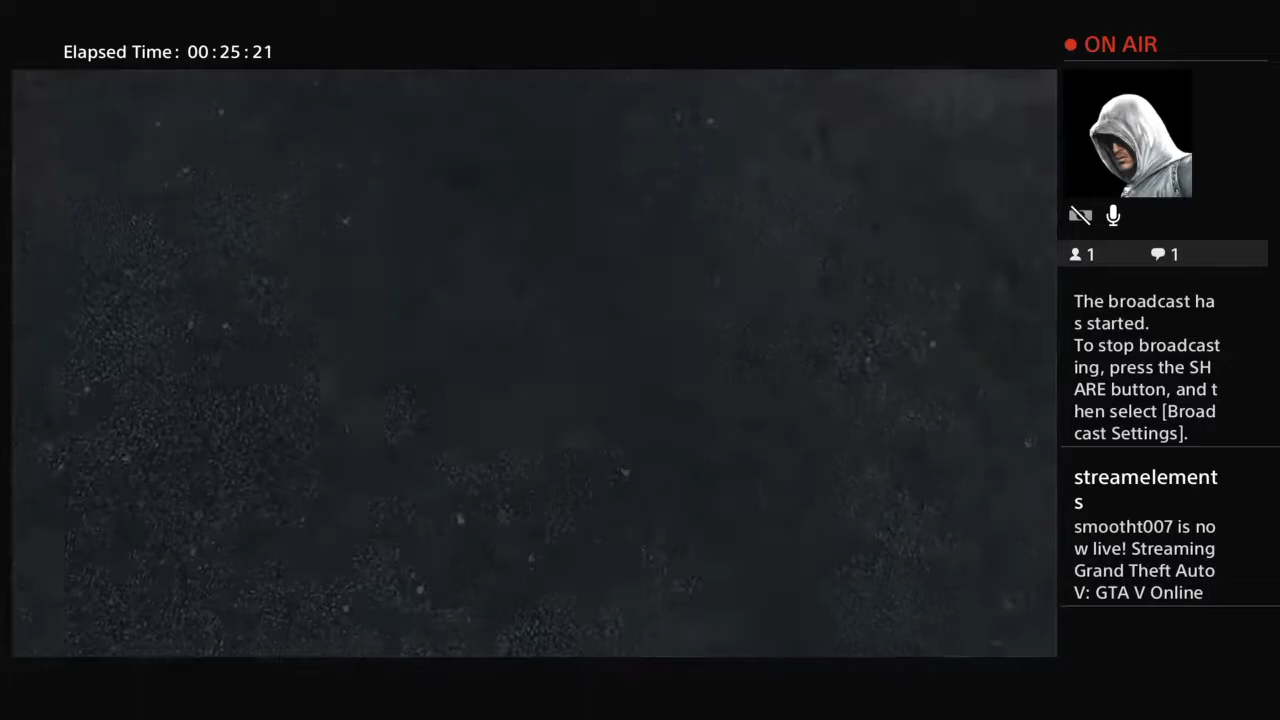 Elapsed Time: 00:25:21
ON AIR
1 1
The broadcast ha
s started.
To stop broadcast
ing, press the SH
ARE button, and t
hen select [Broad
cast Settings].
streamelement
s
smootht007 is no
w live! Streaming
Grand Theft Auto
V: GTA V Online